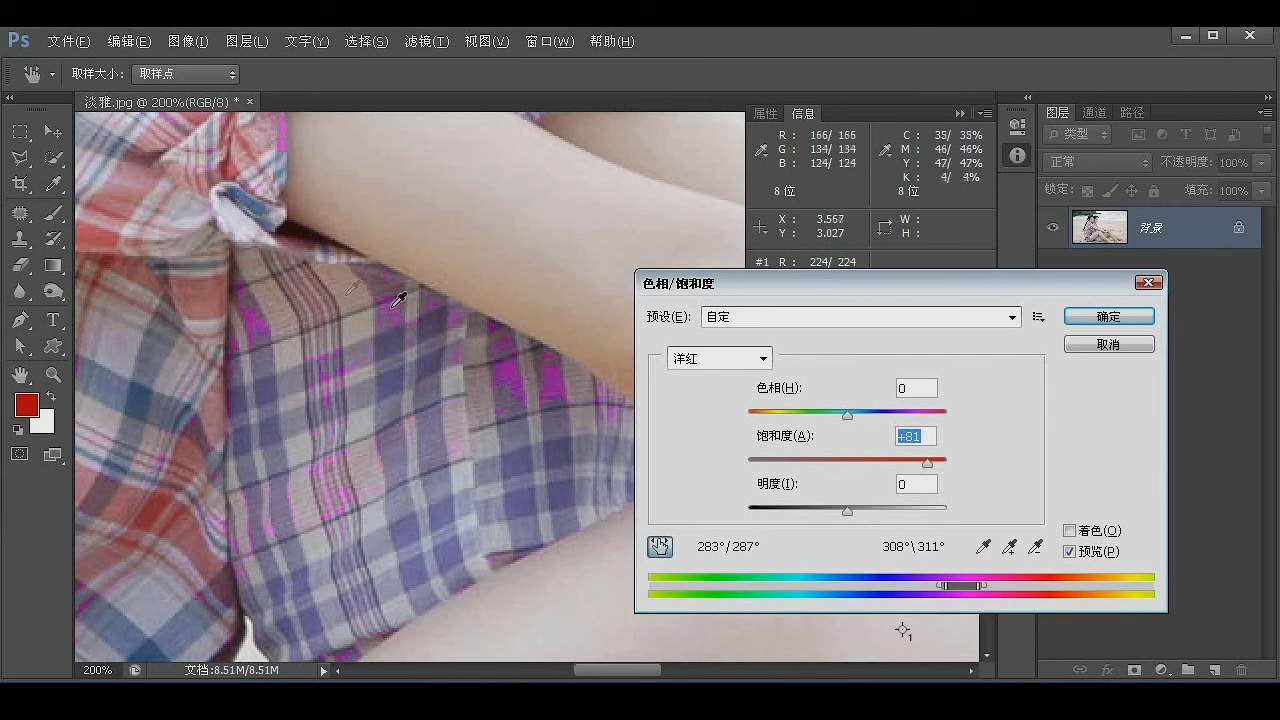 Ps 文件(F) 编辑(E) 图像(I) 图层(L) 文字(Y) 选择(S) 滤镜(T) 视图(V) 窗口(W) 帮助(H)
取样大小： 取样点
淡雅.jpg @ 200%(RGB/8) * ×
属性 信息
R : 166/ 166 C : 35/ 35%
G : 134/ 134 M : 46/ 46%
B : 124/ 124 Y : 47/ 47%
K : 4/ 4%
8 位 8 位
X : 3.567 W :
Y : 3.027 H :
#1 R : 224/ 224
图层 通道 路径
类型
正常 不透明度: 100%
锁定: 填充: 100%
背景
色相/饱和度
预设(E): 自定 确定
取消
洋红
色相(H): 0
饱和度(A): +81
明度(I): 0
着色(O)
283°/287° 308°\311° 预览(P)
1
200% 文档:8.51M/8.51M